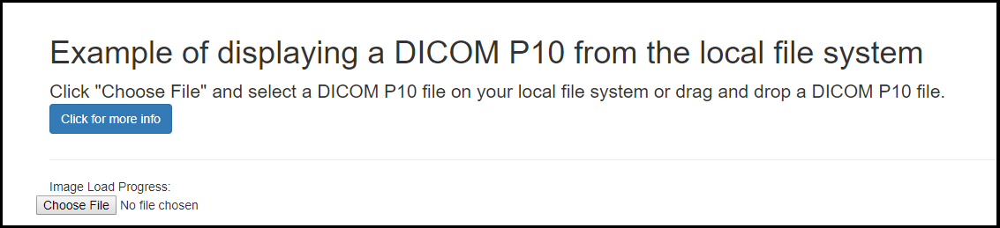 Example of displaying a DICOM P10 from the local file system
Click "Choose File" and select a DICOM P10 file on your local file system or drag and drop a DICOM P10 file.
Click for more info
Image Load Progress:
Choose File No file chosen